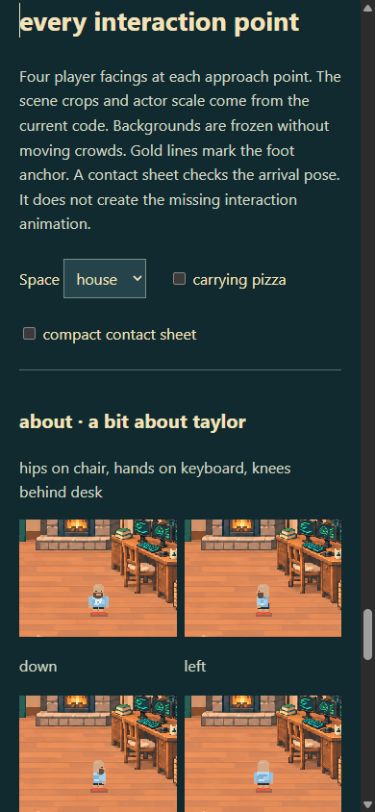 every interaction point
Four player facings at each approach point. The
scene crops and actor scale come from the
current code. Backgrounds are frozen without
moving crowds. Gold lines mark the foot
anchor. A contact sheet checks the arrival pose.
It does not create the missing interaction
animation.
Space house carrying pizza
compact contact sheet
about · a bit about taylor
hips on chair, hands on keyboard, knees
behind desk
down left